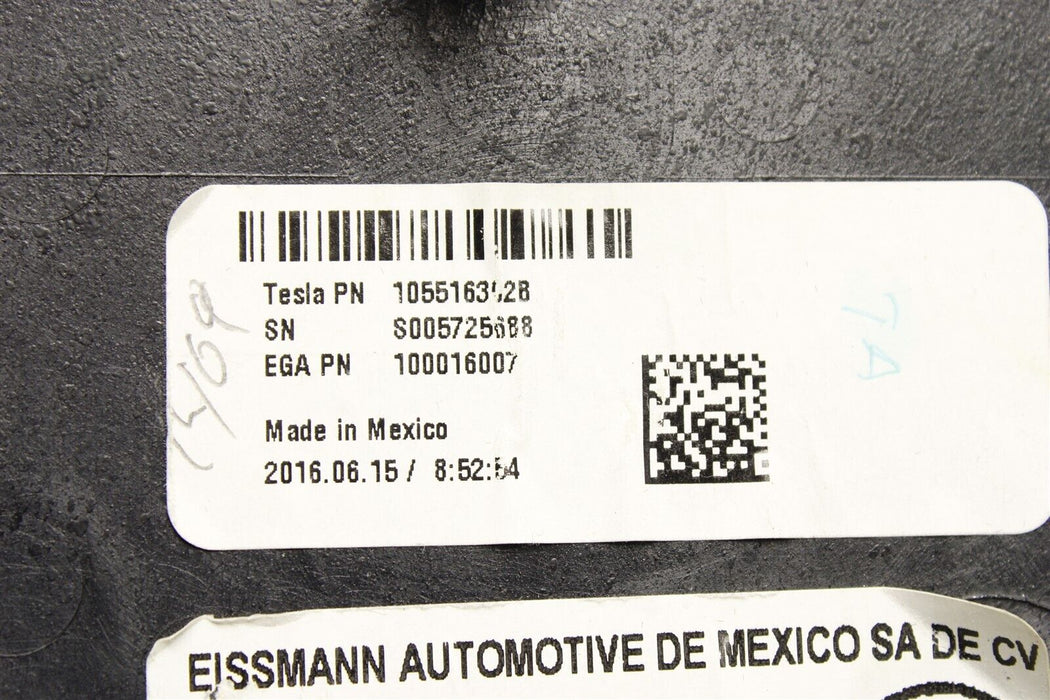 Tesla PN
SN
EGA PN 100016007
Made in Mexico
2016.06.15 /
TA
EISSMANN AUTOMOTIVE DE MEXICO SA DE CV